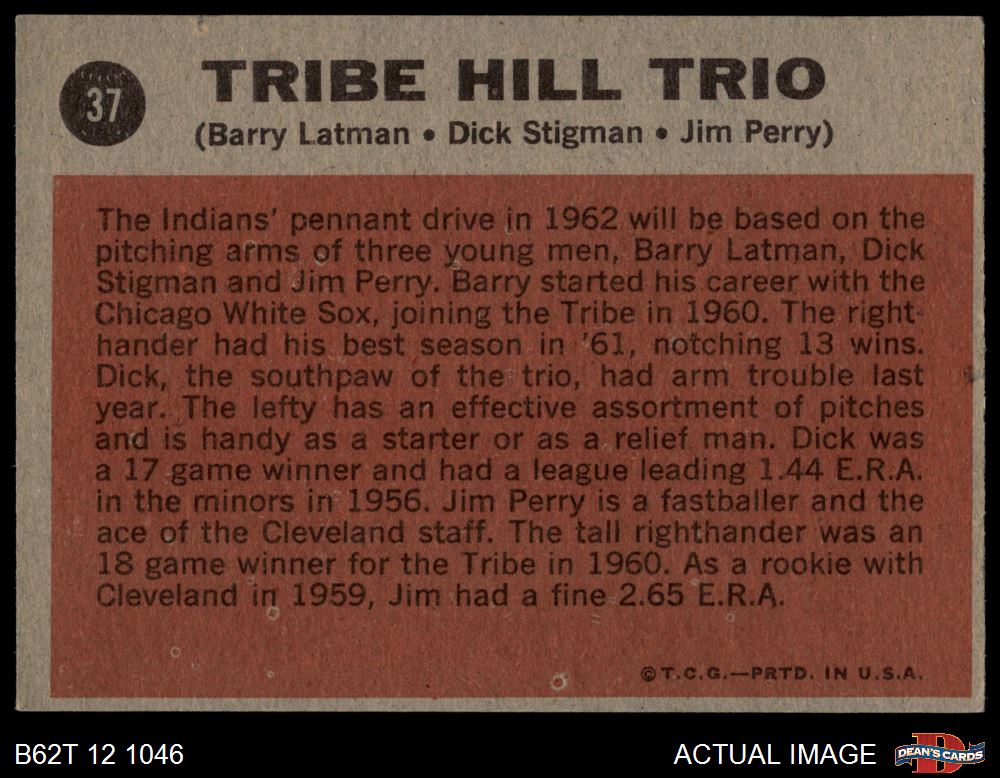 37
TRIBE HILL TRIO
(Barry Latman • Dick Stigman • Jim Perry)
The Indians' pennant drive in 1962 will be based on the
pitching arms of three young men, Barry Latman, Dick
Stigman and Jim Perry. Barry started his career with the
Chicago White Sox, joining the Tribe in 1960. The right-
hander had his best season in '61, notching 13 wins.
Dick, the southpaw of the trio, had arm trouble last
year. The lefty has an effective assortment of pitches
and is handy as a starter or as a relief man. Dick was
a 17 game winner and had a league leading 1.44 E.R.A.
in the minors in 1956. Jim Perry is a fastballer and the
ace of the Cleveland staff. The tall righthander was an
18 game winner for the Tribe in 1960. As a rookie with
Cleveland in 1959, Jim had a fine 2.65 E.R.A.
©T.C.G.—PRTD. IN U.S.A.
B62T 12 1046
ACTUAL IMAGE
DEAN'S CARDS